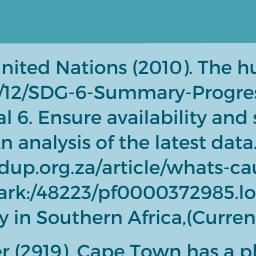 nited Nations (2010). The hu
/12/SDG-6-Summary-Progres
al 6. Ensure availability and s
n analysis of the latest data.
dup.org.za/article/whats-cau
ark:/48223/pf0000372985.lo
y in Southern Africa,(Curren
er (2919). Cape Town has a pl